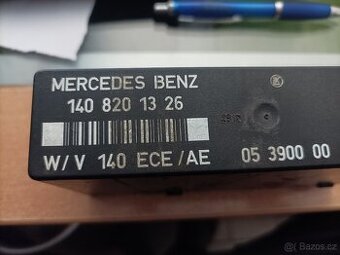 MERCEDES BENZ
140 820 13 26
W/V 140 ECE/AE 05 3900 00
Bazos.cz